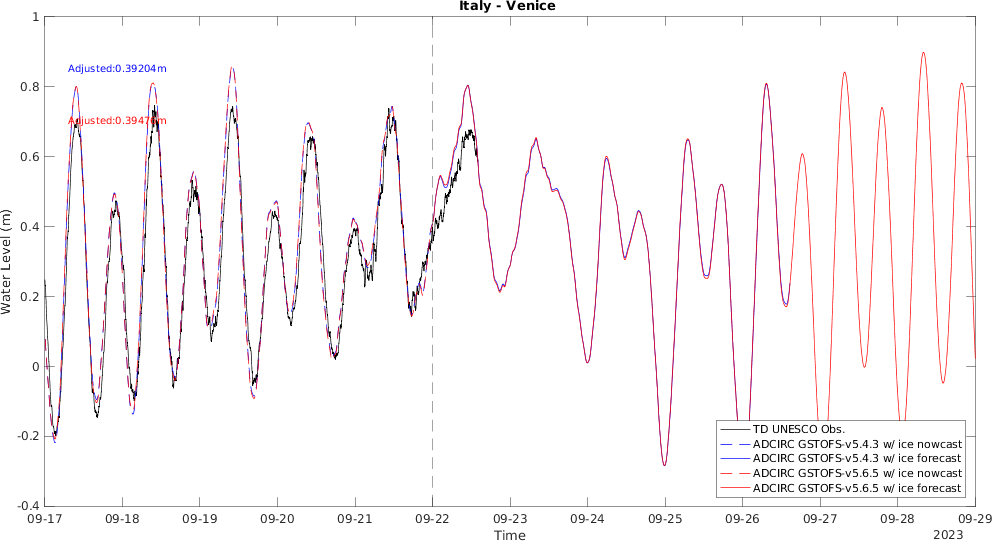 Italy - Venice
Water Level (m)
1
0.8
0.6
0.4
0.2
0
-0.2
-0.4
Adjusted:0.39204m
Adjusted:0.39476m
TD UNESCO Obs.
ADCIRC GSTOFS-v5.4.3 w/ ice nowcast
ADCIRC GSTOFS-v5.4.3 w/ ice forecast
ADCIRC GSTOFS-v5.6.5 w/ ice nowcast
ADCIRC GSTOFS-v5.6.5 w/ ice forecast
09-17 09-18 09-19 09-20 09-21 09-22 09-23 09-24 09-25 09-26 09-27 09-28 09-29
Time
2023